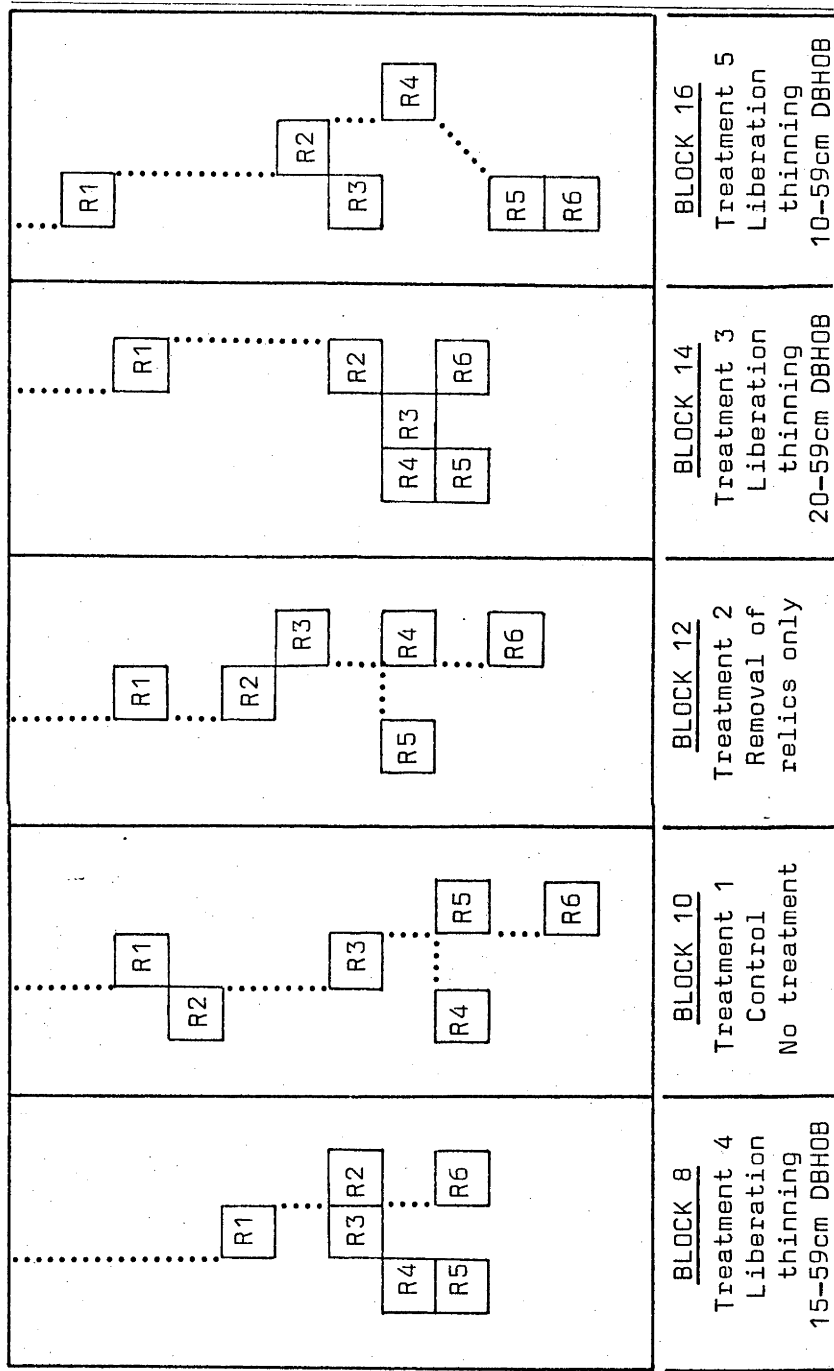 R1
R2
R3
R4
R5
R6
BLOCK 8
Treatment 4
Liberation
thinning
15-59cm DBHOB
R1
R2
R3
R4
R5
R6
BLOCK 10
Treatment 1
Control
No treatment
R1
R2
R3
R4
R5
R6
BLOCK 12
Treatment 2
Removal of
relics only
R1
R2
R3
R4
R5
R6
BLOCK 14
Treatment 3
Liberation
thinning
20-59cm DBHOB
R1
R2
R3
R4
R5
R6
BLOCK 16
Treatment 5
Liberation
thinning
10-59cm DBHOB